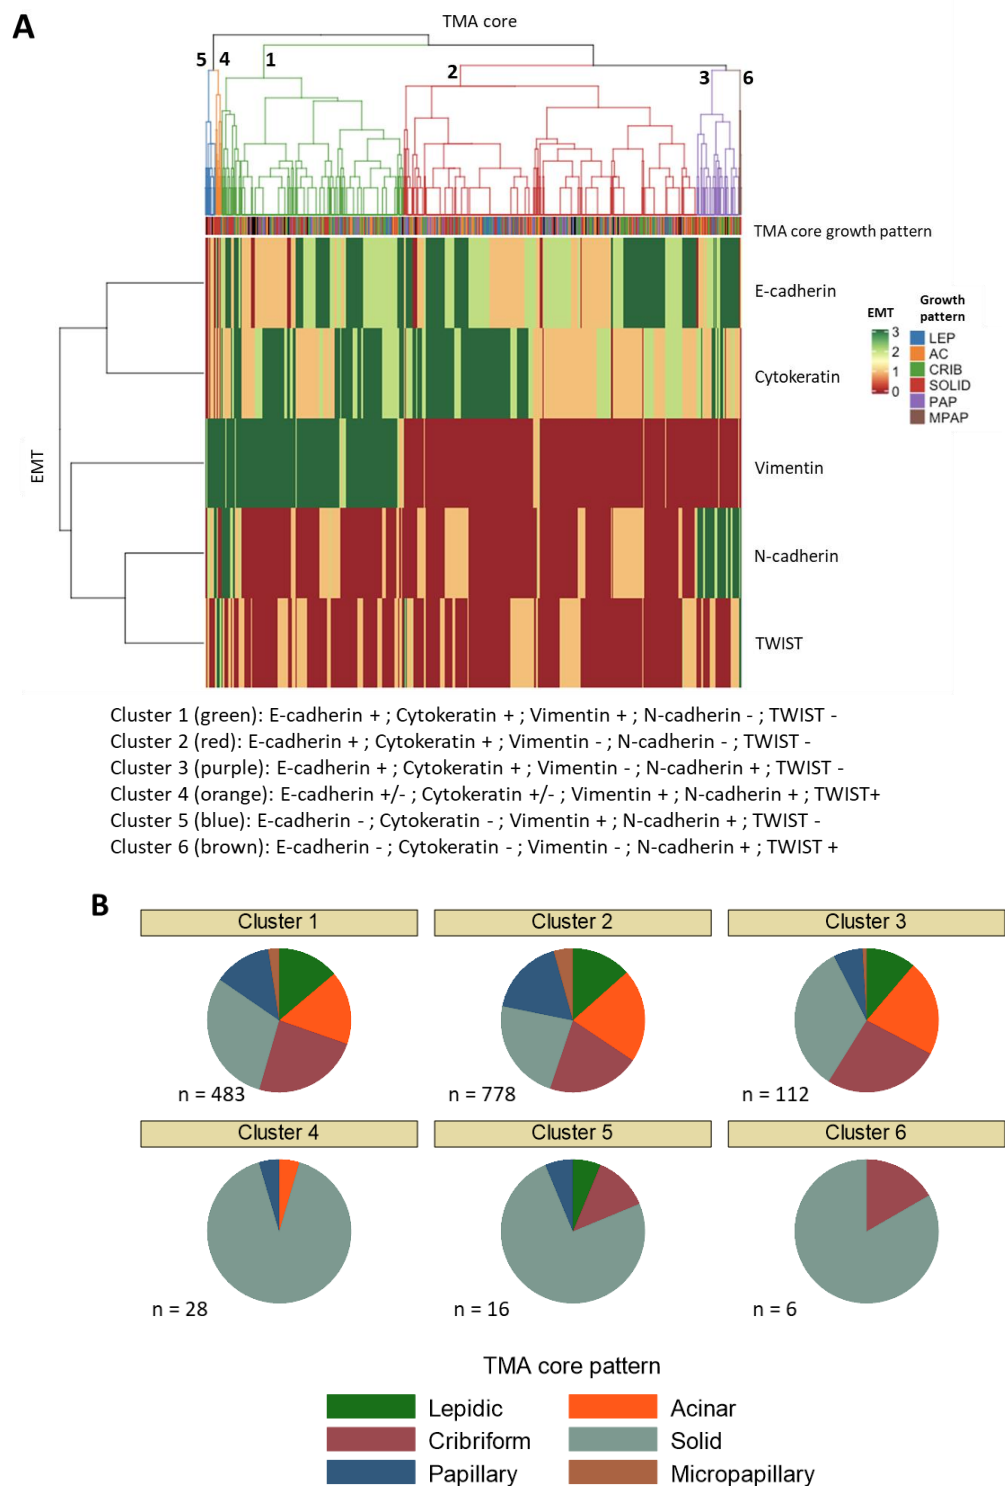 A
TMA core
5 4 1 2 3 6
TMA core growth pattern
E-cadherin
Cytokeratin
Vimentin
N-cadherin
TWIST
EMT
EMT
3
2
1
0
Growth
pattern
LEP
AC
CRIB
SOLID
PAP
MPAP
Cluster 1 (green): E-cadherin + ; Cytokeratin + ; Vimentin + ; N-cadherin - ; TWIST -
Cluster 2 (red): E-cadherin + ; Cytokeratin + ; Vimentin - ; N-cadherin - ; TWIST -
Cluster 3 (purple): E-cadherin + ; Cytokeratin + ; Vimentin - ; N-cadherin + ; TWIST -
Cluster 4 (orange): E-cadherin +/- ; Cytokeratin +/- ; Vimentin + ; N-cadherin + ; TWIST+
Cluster 5 (blue): E-cadherin - ; Cytokeratin - ; Vimentin + ; N-cadherin + ; TWIST -
Cluster 6 (brown): E-cadherin - ; Cytokeratin - ; Vimentin - ; N-cadherin + ; TWIST +
B
Cluster 1
Cluster 2
Cluster 3
n = 483
n = 778
n = 112
Cluster 4
Cluster 5
Cluster 6
n = 28
n = 16
n = 6
TMA core pattern
Lepidic
Acinar
Cribriform
Solid
Papillary
Micropapillary